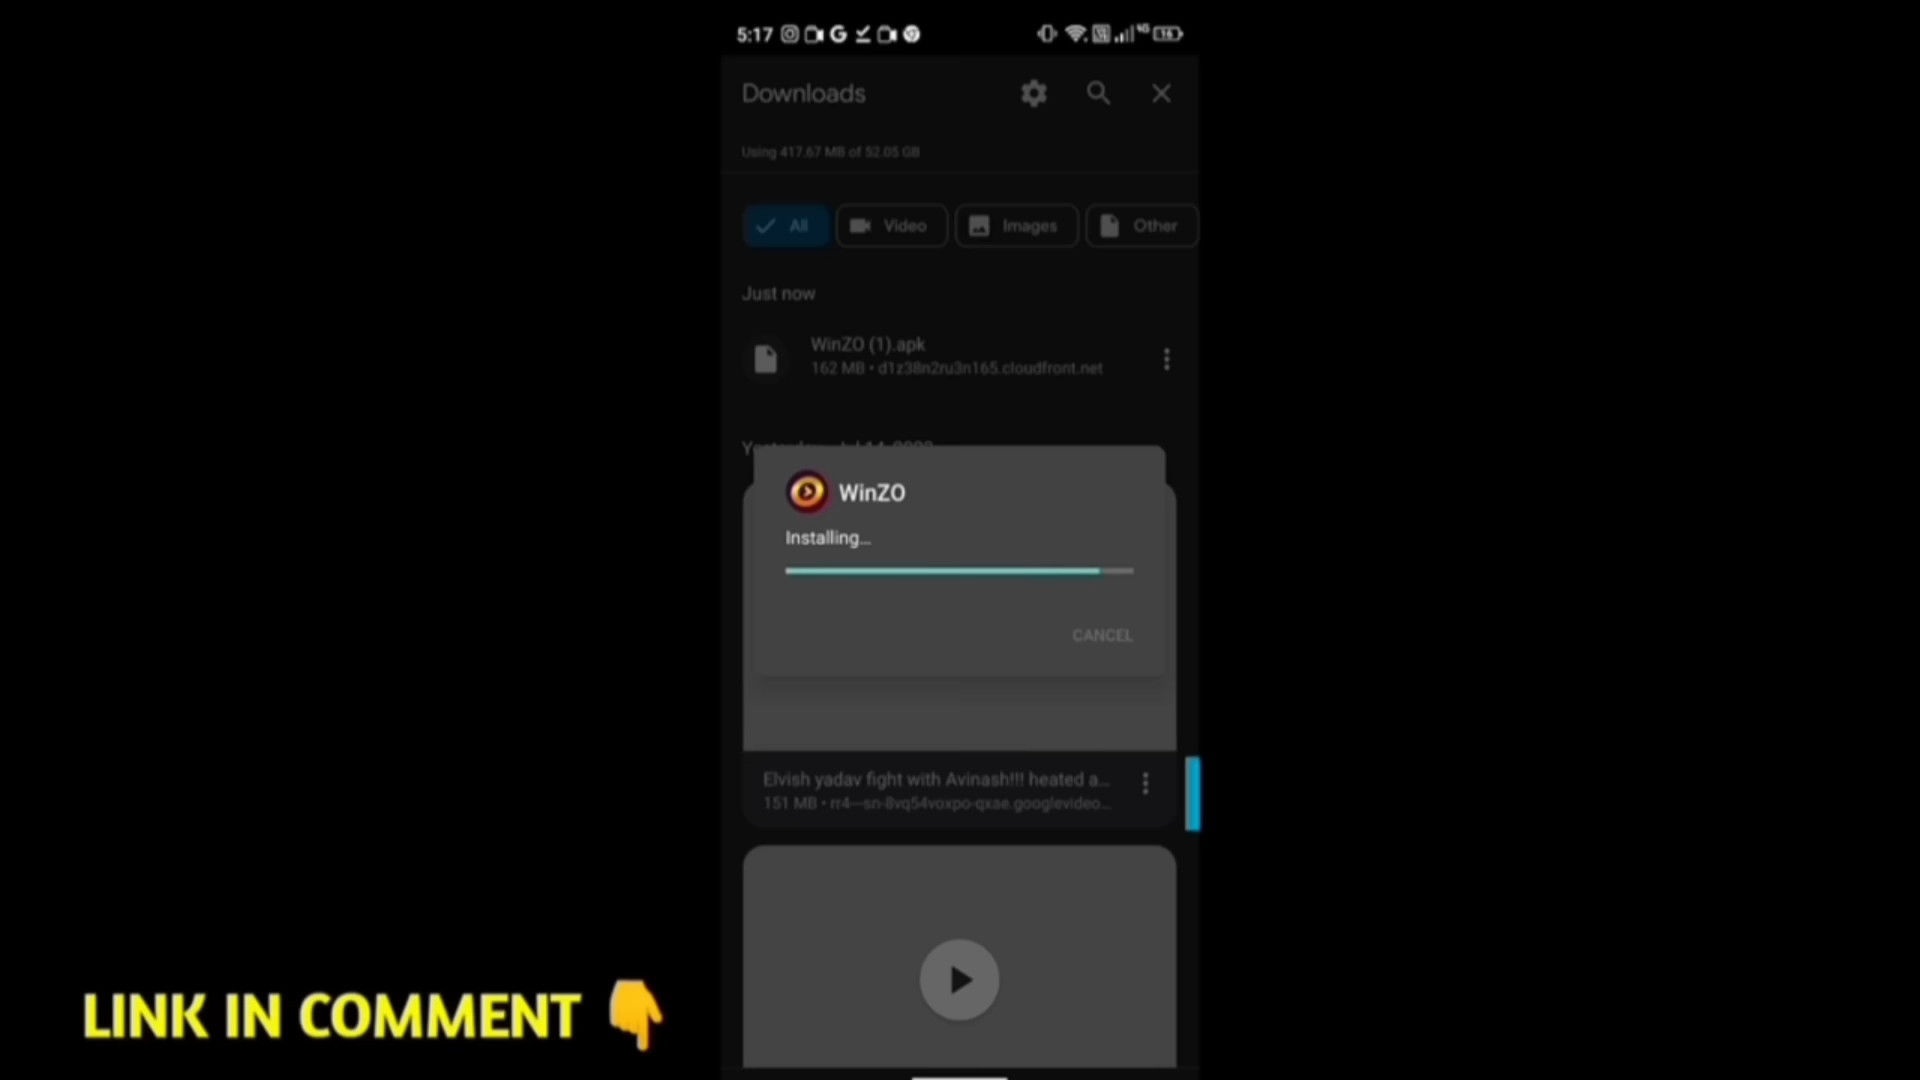 5:17
4G
16
Downloads
Using 417.67 MB of 52.05 GB
All
Video
Images
Other
Just now
WinZO (1).apk
162 MB • d1z38n2ru3n165.cloudfront.net
WinZO
Installing...
CANCEL
Elvish yadav fight with Avinash!!! heated a...
151 MB • rr4---sn-8vq54voxpo-qxae.googlevideo...
LINK IN COMMENT